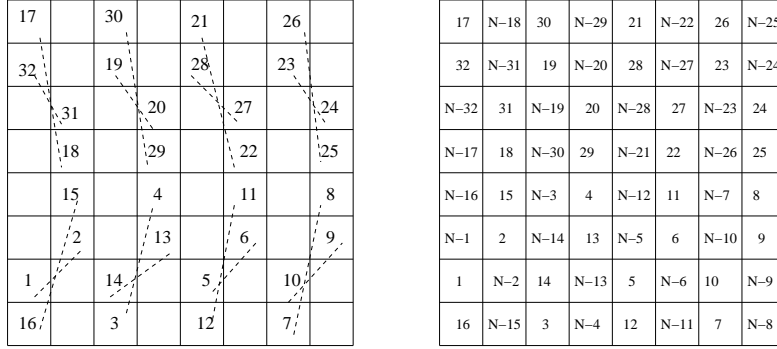 17 30 21 26
32 19 28 23
31 20 27 24
18 29 22 25
15 4 11 8
2 13 6 9
1 14 5 10
16 3 12 7
17 N–18 30 N–29 21 N–22 26 N–25
32 N–31 19 N–20 28 N–27 23 N–24
N–32 31 N–19 20 N–28 27 N–23 24
N–17 18 N–30 29 N–21 22 N–26 25
N–16 15 N–3 4 N–12 11 N–7 8
N–1 2 N–14 13 N–5 6 N–10 9
1 N–2 14 N–13 5 N–6 10 N–9
16 N–15 3 N–4 12 N–11 7 N–8